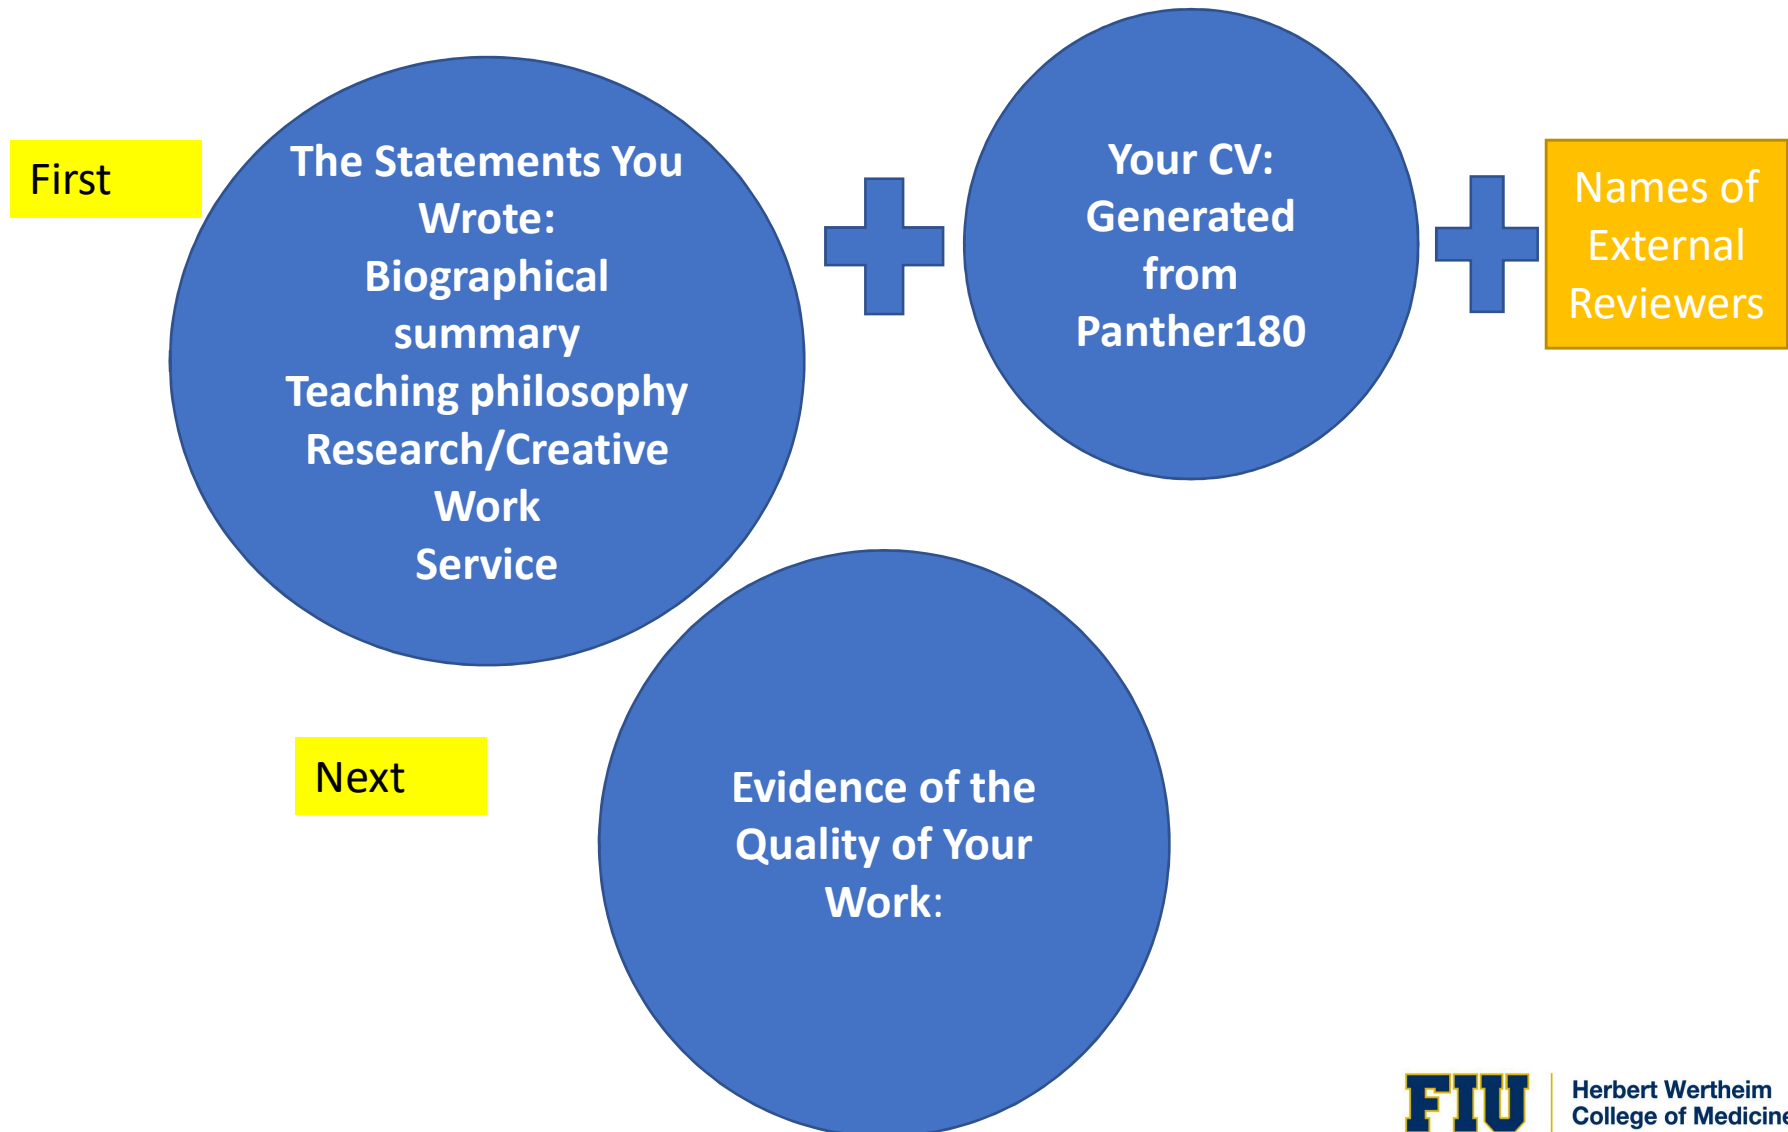 First
The Statements You
Wrote:
Biographical
summary
Teaching philosophy
Research/Creative
Work
Service
Your CV:
Generated
from
Panther180
Names of
External
Reviewers
Next
Evidence of the
Quality of Your
Work:
FIU
Herbert Wertheim
College of Medicine